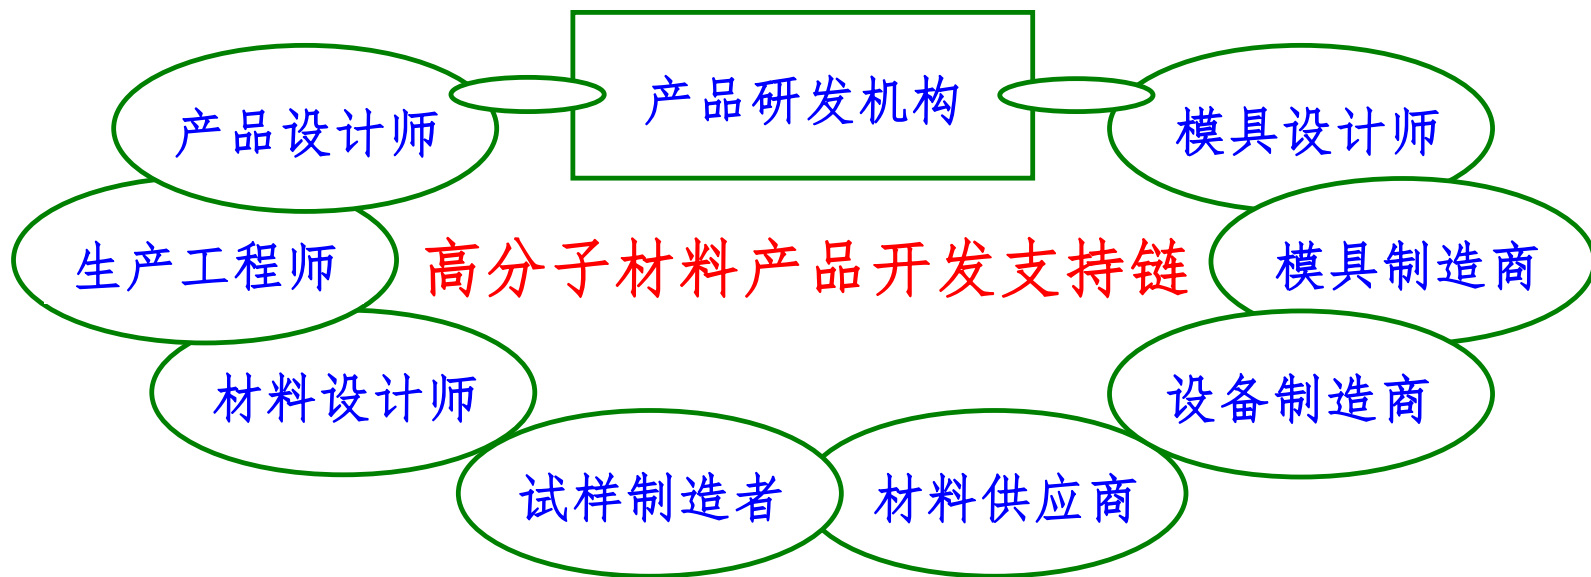 产品研发机构
产品设计师
模具设计师
生产工程师
高分子材料产品开发支持链
模具制造商
材料设计师
设备制造商
试样制造者
材料供应商